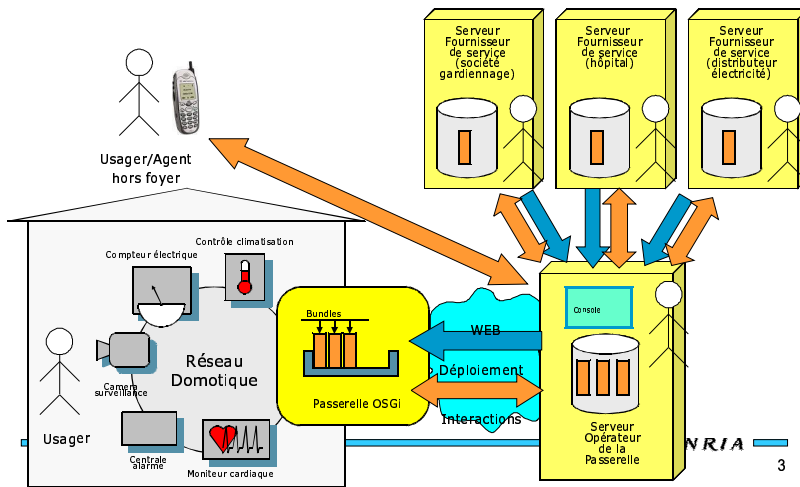 Serveur
Fournisseur
de service
(société
gardiennage)
Serveur
Fournisseur
de service
(hôpital)
Serveur
Fournisseur
de service
(distributeur
électricité)
Usager/Agent
hors foyer
Contrôle climatisation
Compteur électrique
Bundles
Console
WEB
Réseau
Domotique
Déploiement
Camera
surveillance
Passerelle OSGi
Interactions
Usager
Serveur
Opérateur
de la
Passerelle
Centrale
alarme
Moniteur cardiaque
NRIA
3